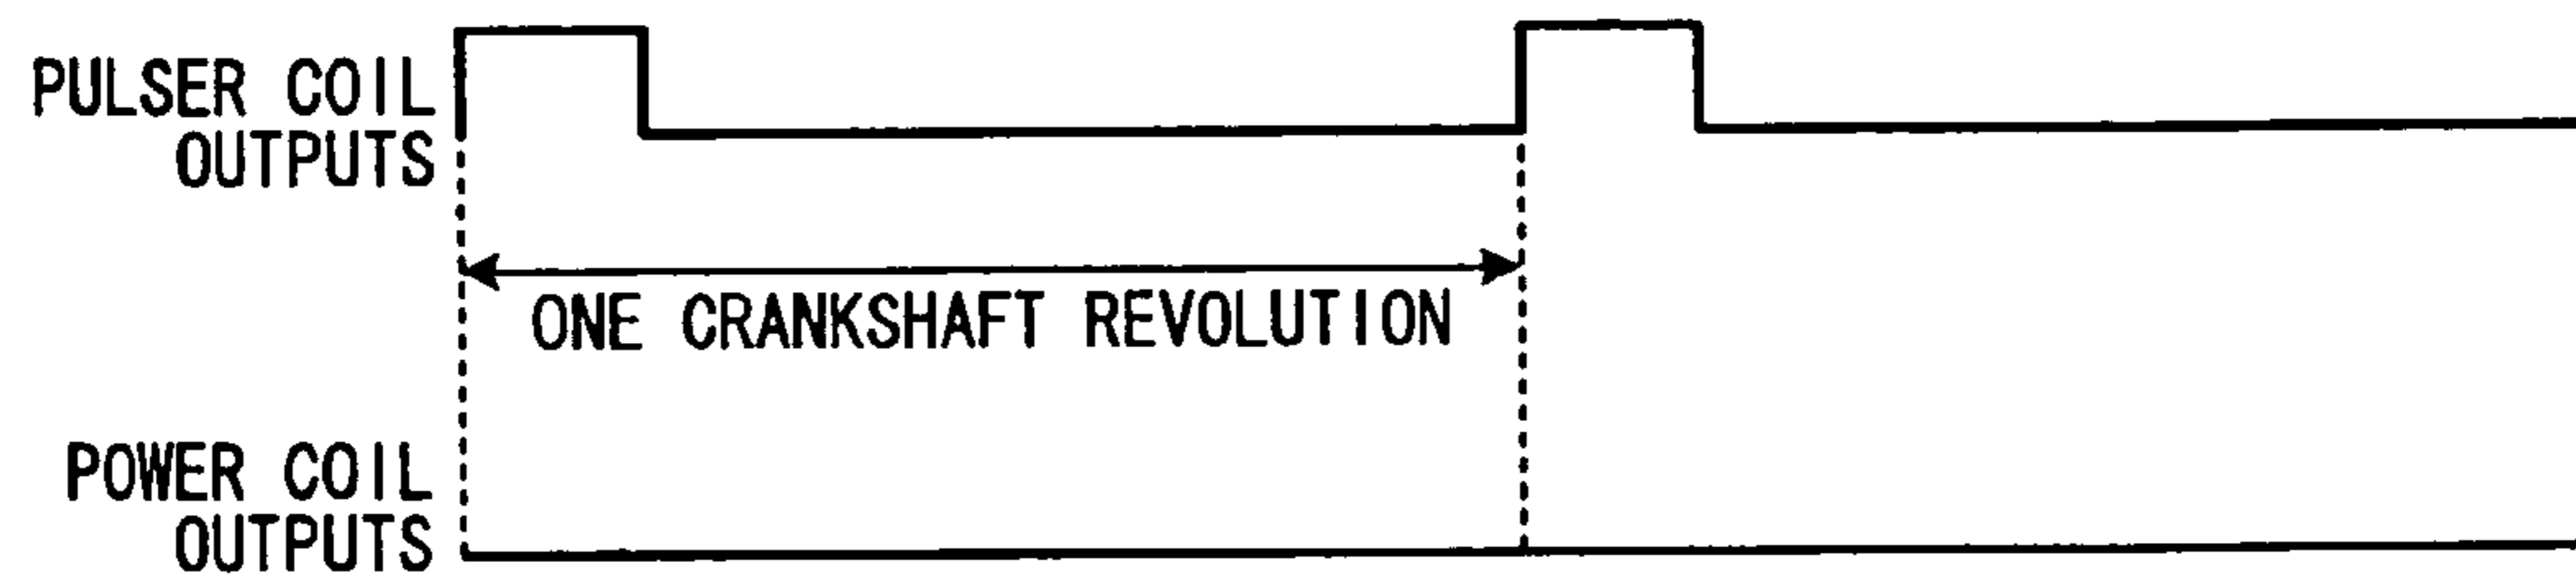 PULSER COIL
OUTPUTS
ONE CRANKSHAFT REVOLUTION
POWER COIL
OUTPUTS